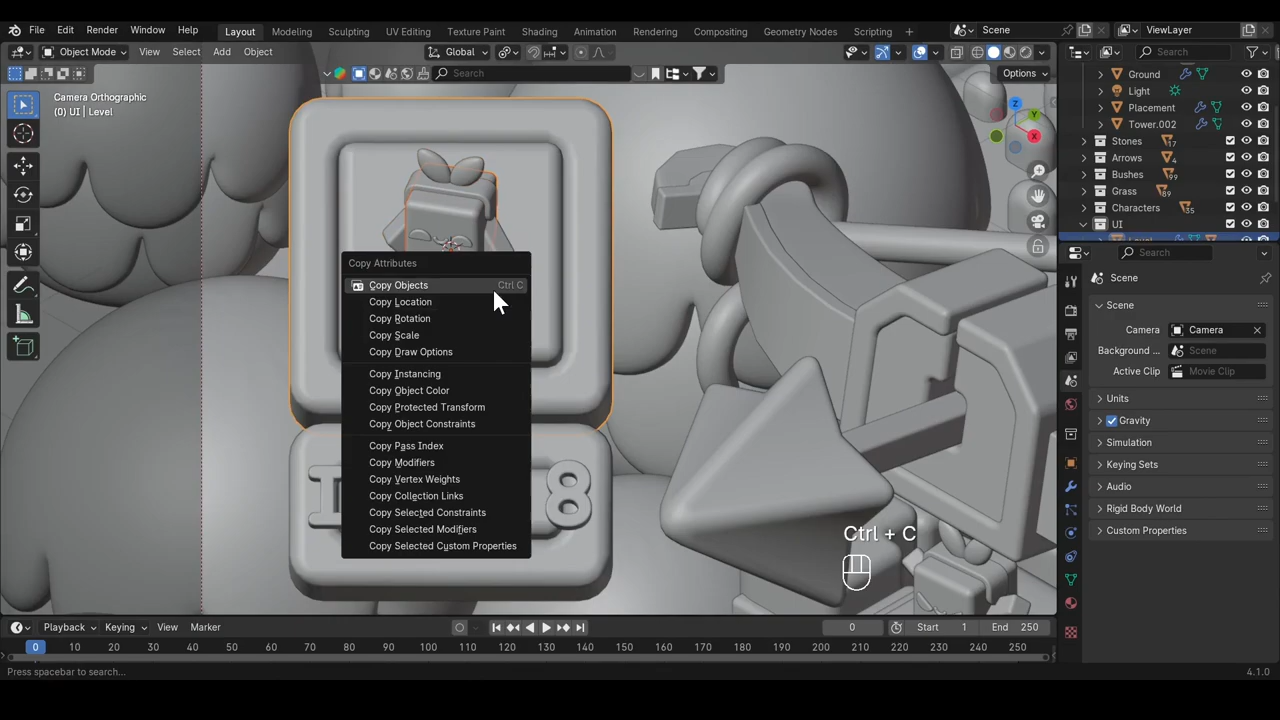 File Edit Render Window Help
Layout Modeling Sculpting UV Editing Texture Paint Shading Animation Rendering Compositing Geometry Nodes Scripting +
Scene ViewLayer
Object Mode View Select Add Object Global
Search
Search
Options
Camera Orthographic
(0) UI | Level
Z
Y
X
Ground
Light
Placement
Tower.002
Stones 17
Arrows 4
Bushes 99
Grass 89
Characters 35
UI
Copy Attributes
Copy Objects Ctrl C
Copy Location
Copy Rotation
Copy Scale
Copy Draw Options
Copy Instancing
Copy Object Color
Copy Protected Transform
Copy Object Constraints
Copy Pass Index
Copy Modifiers
Copy Vertex Weights
Copy Collection Links
Copy Selected Constraints
Copy Selected Modifiers
Copy Selected Custom Properties
8
Ctrl + C
Search
Scene
Scene
Camera Camera
Background ... Scene
Active Clip Movie Clip
Units
Gravity
Simulation
Keying Sets
Audio
Rigid Body World
Custom Properties
Playback Keying View Marker
0 Start 1 End 250
0 10 20 30 40 50 60 70 80 90 100 110 120 130 140 150 160 170 180 190 200 210 220 230 240 250
Press spacebar to search... 4.1.0